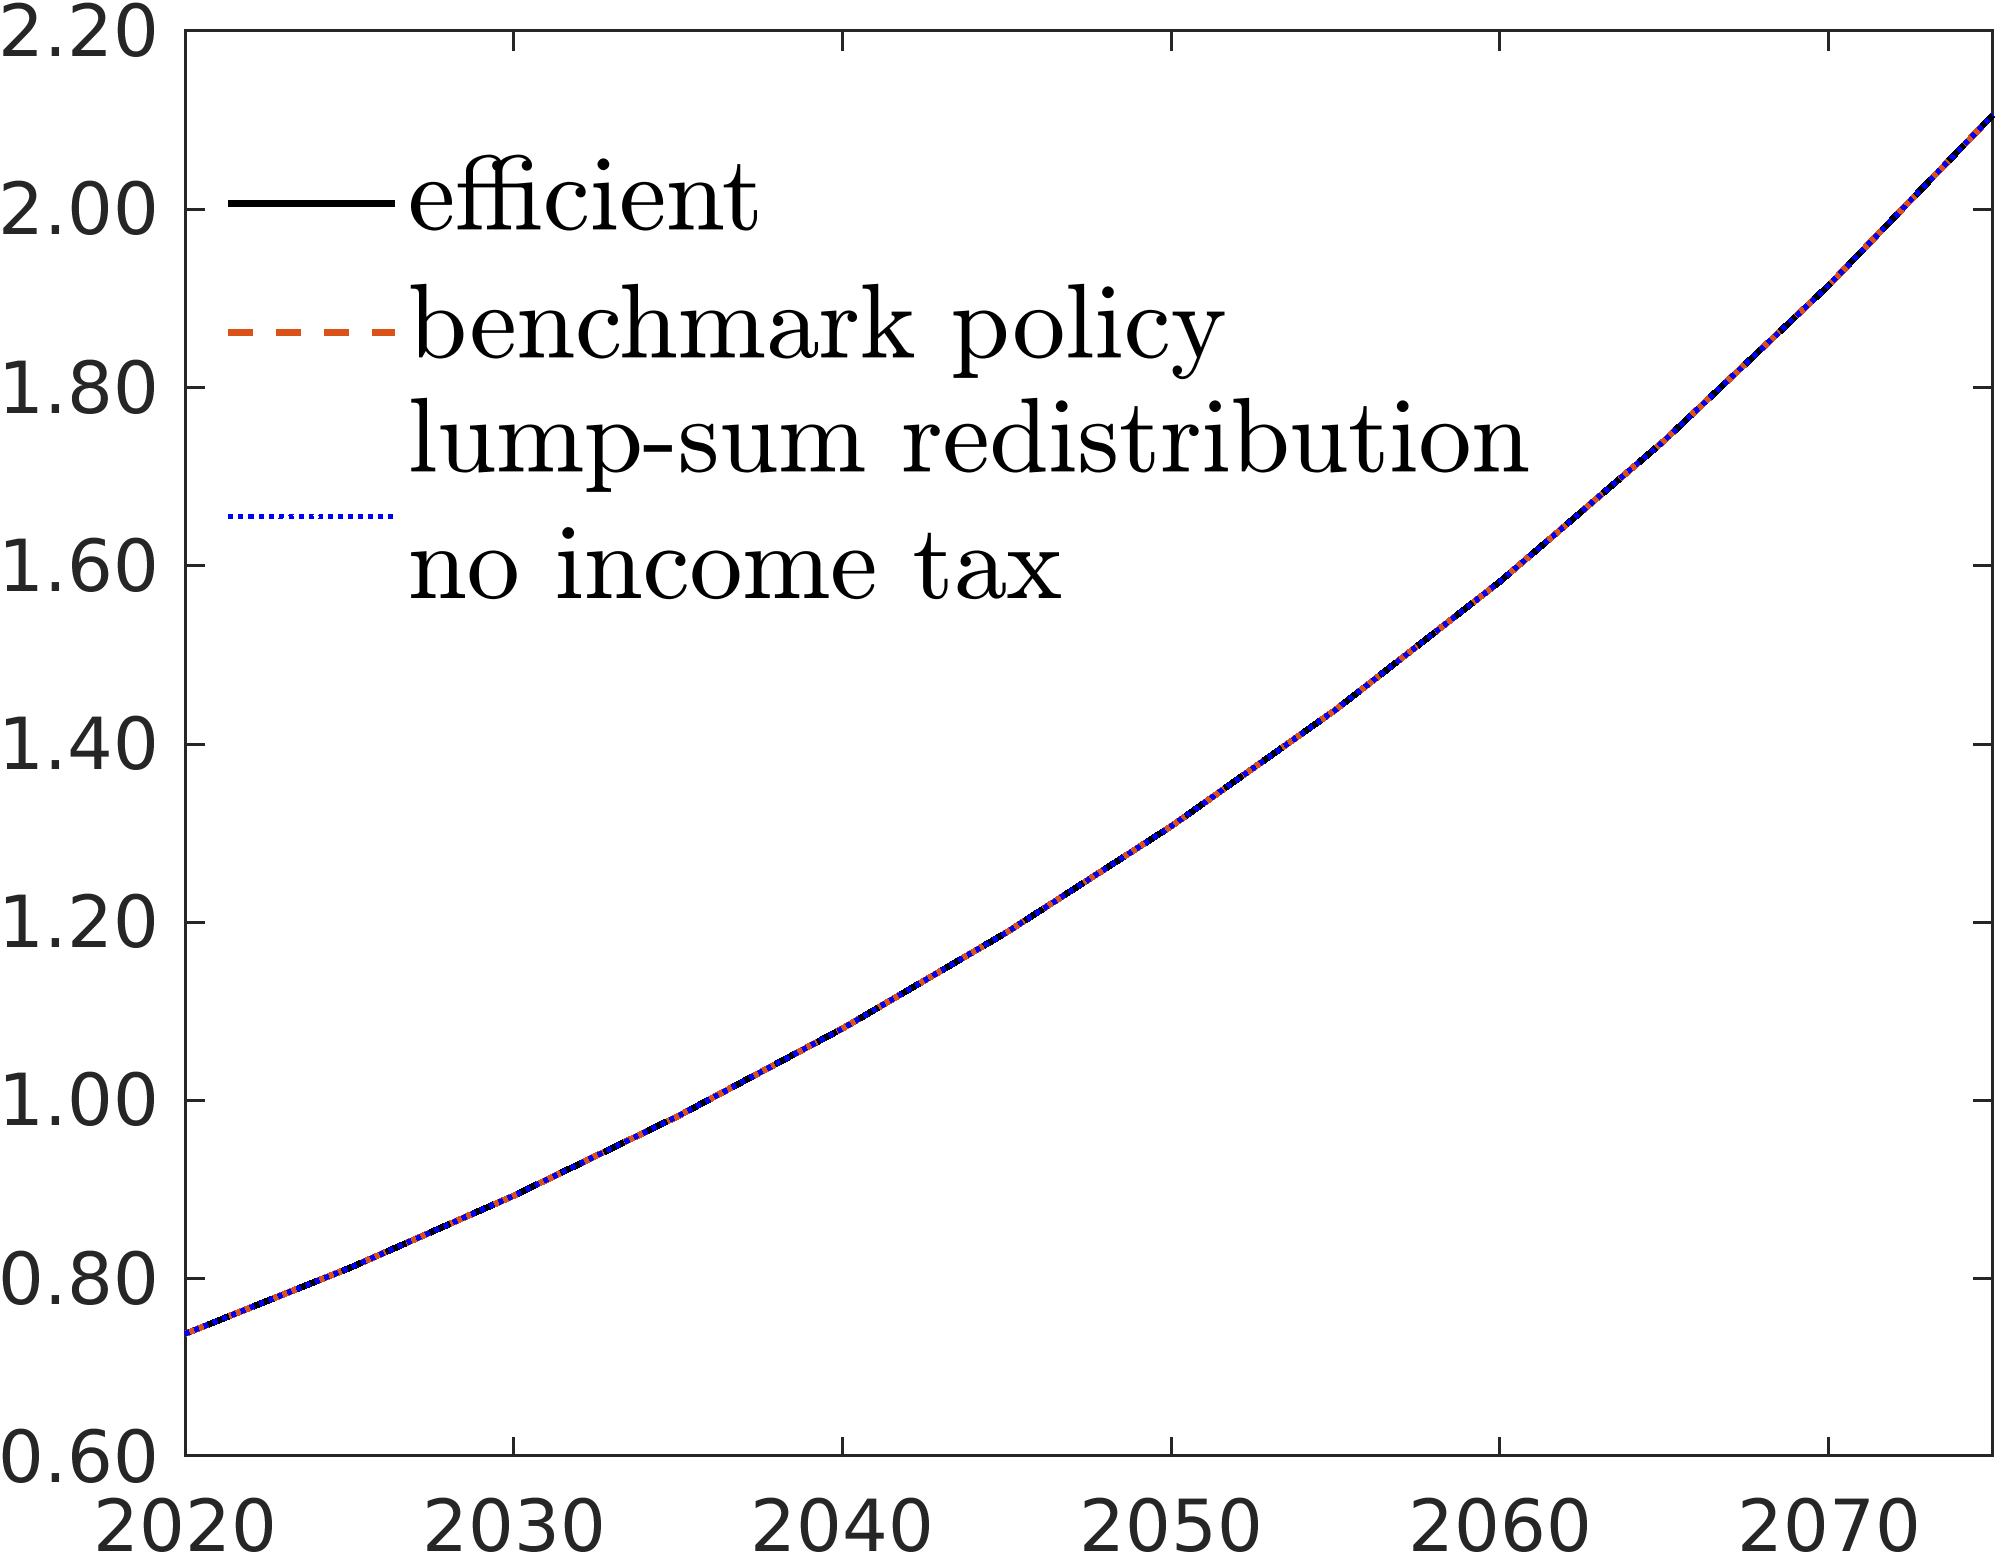 2.20
2.00
1.80
1.60
1.40
1.20
1.00
0.80
0.60
efficient
benchmark policy
lump-sum redistribution
no income tax
2020 2030 2040 2050 2060 2070